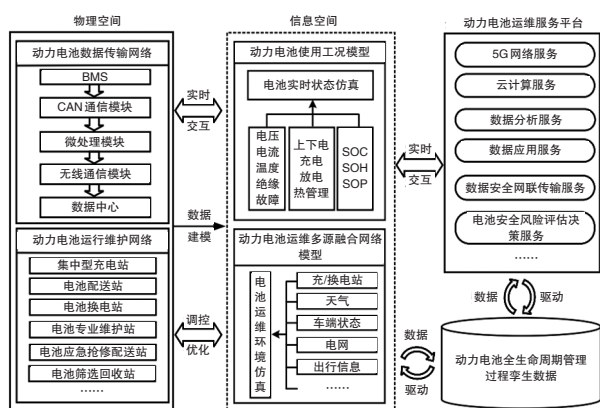 物理空间
动力电池数据传输网络
BMS
CAN通信模块
微处理模块
无线通信模块
数据中心
动力电池运行维护网络
集中型充电站
电池配送站
电池换电站
电池专业维护站
电池应急抢修配送站
电池筛选回收站
……
实时
交互
数据
建模
调控
优化
信息空间
动力电池使用工况模型
电池实时状态仿真
电压
电流
温度
绝缘
故障
上下电
充电
放电
热管理
SOC
SOH
SOP
动力电池运维多源融合网络
模型
电池运维环境仿真
充/换电站
天气
车端状态
电网
出行信息
……
实时
交互
数据
驱动
动力电池运维服务平台
5G网络服务
云计算服务
数据分析服务
数据应用服务
数据安全网联传输服务
电池安全风险评估决
策服务
……
数据
驱动
动力电池全生命周期管理
过程孪生数据